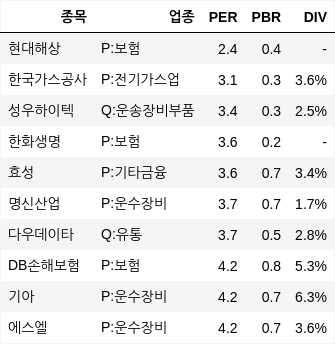 종목 업종 PER PBR DIV
현대해상 P:보험 2.4 0.4 -
한국가스공사 P:전기가스업 3.1 0.3 3.6%
성우하이텍 Q:운송장비부품 3.4 0.3 2.5%
한화생명 P:보험 3.6 0.2 -
효성 P:기타금융 3.6 0.7 3.4%
명신산업 P:운수장비 3.7 0.7 1.7%
다우데이타 Q:유통 3.7 0.5 2.8%
DB손해보험 P:보험 4.2 0.8 5.3%
기아 P:운수장비 4.2 0.7 6.3%
에스엘 P:운수장비 4.2 0.7 3.6%